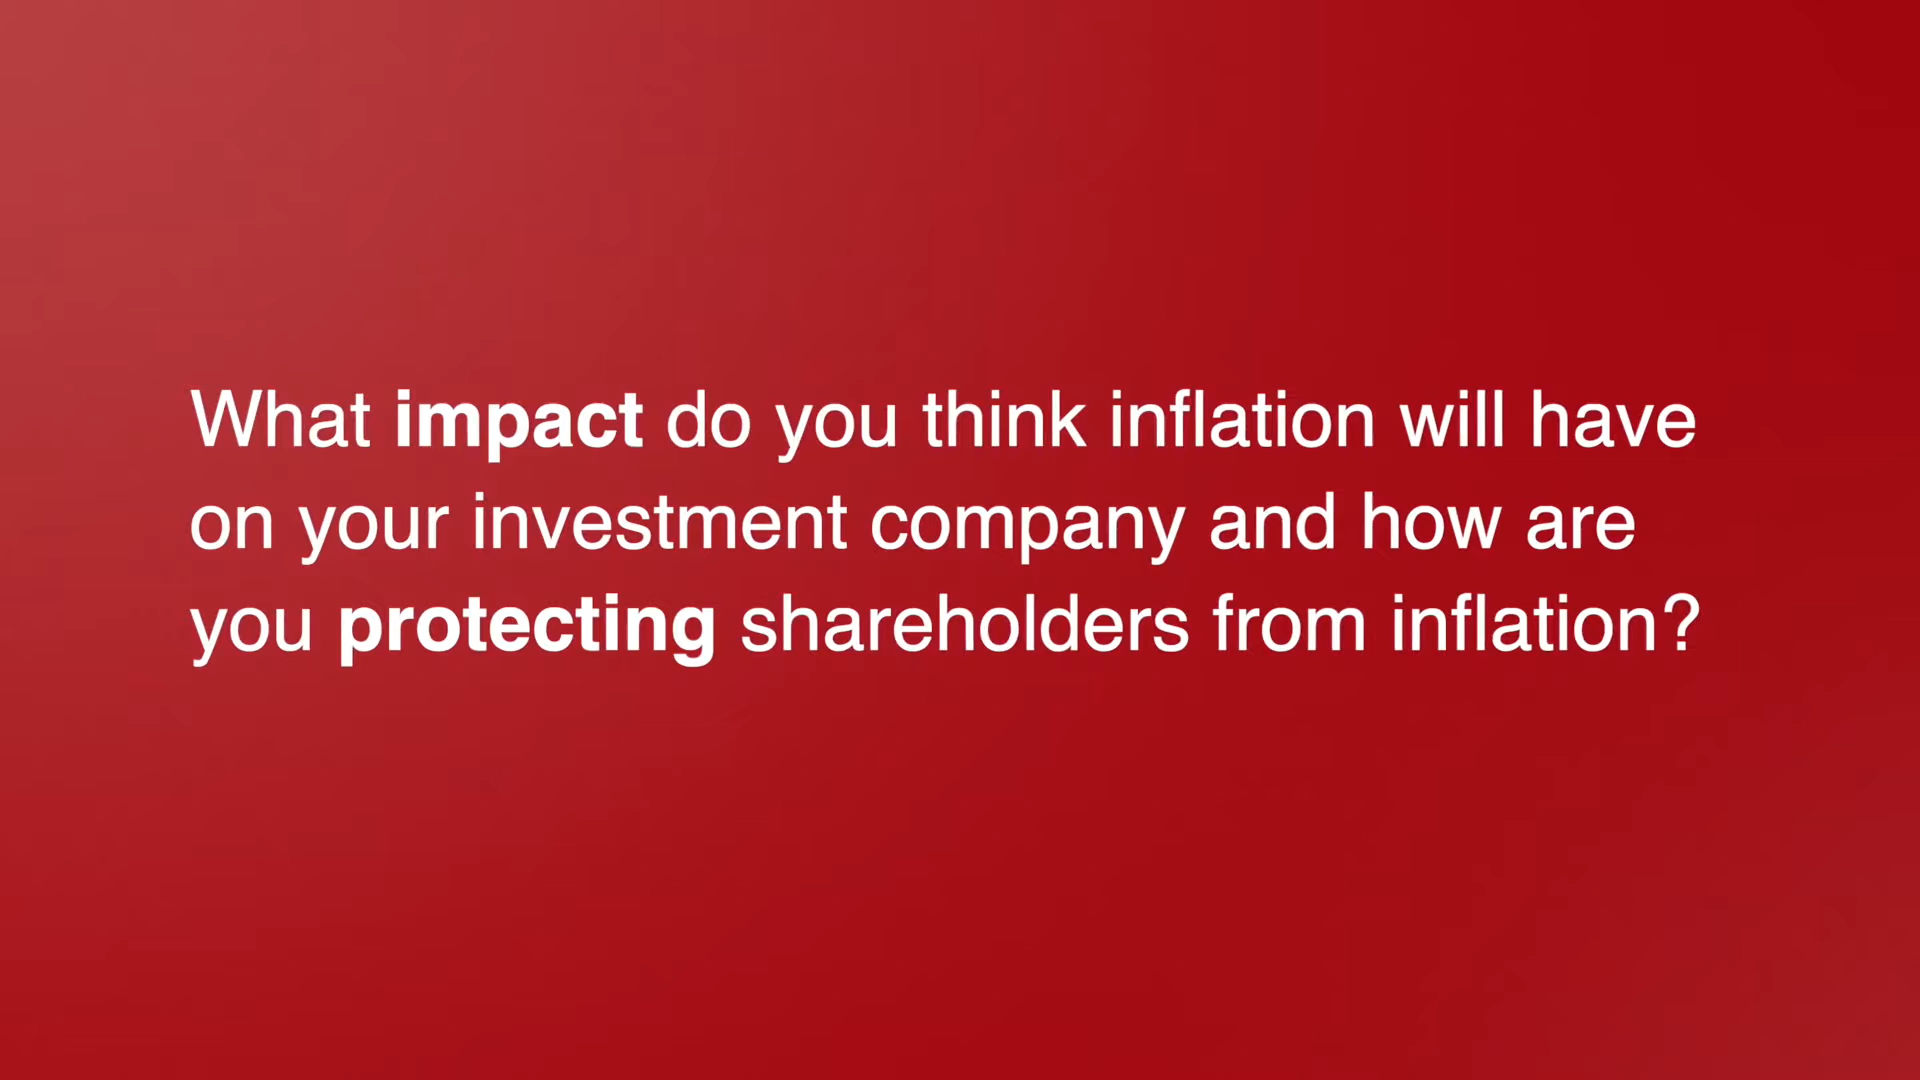 What impact do you think inflation will have
on your investment company and how are
you protecting shareholders from inflation?